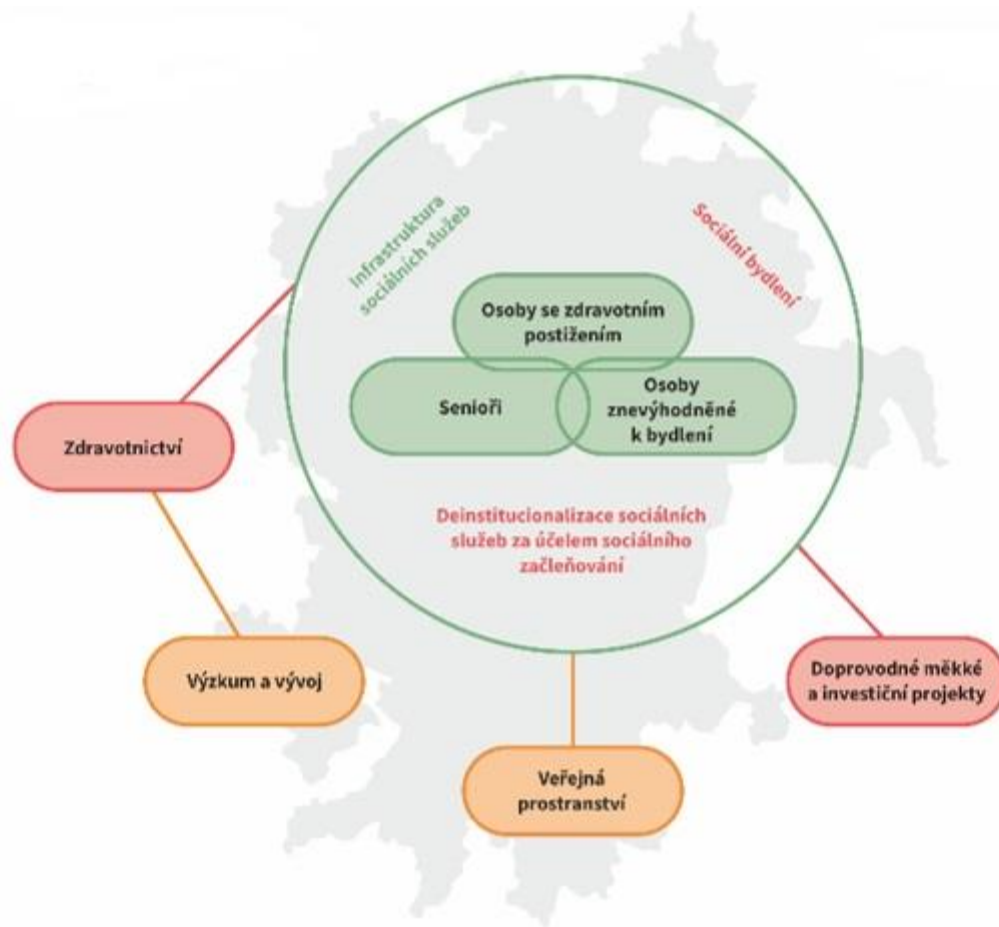 Infrastruktura
sociálních služeb
Sociální bydlení
Osoby se zdravotním
postižením
Senioři
Osoby
znevýhodněné
k bydlení
Zdravotnictví
Deinstitucionalizace sociálních
služeb za účelem sociálního
začleňování
Výzkum a vývoj
Doprovodné měkké
a investiční projekty
Veřejná
prostranství